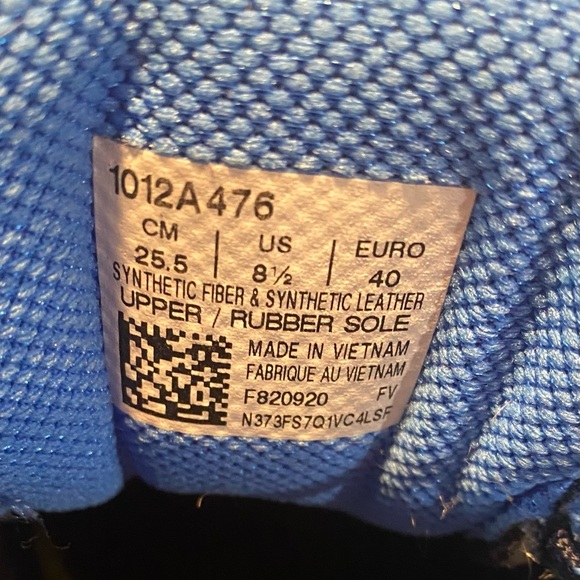 1012A476
CM | US | EURO
25.5 | 8½ | 40
SYNTHETIC FIBER & SYNTHETIC LEATHER
UPPER / RUBBER SOLE
MADE IN VIETNAM
FABRIQUE AU VIETNAM
F820920 FV
N373FS7Q1VC4LSF